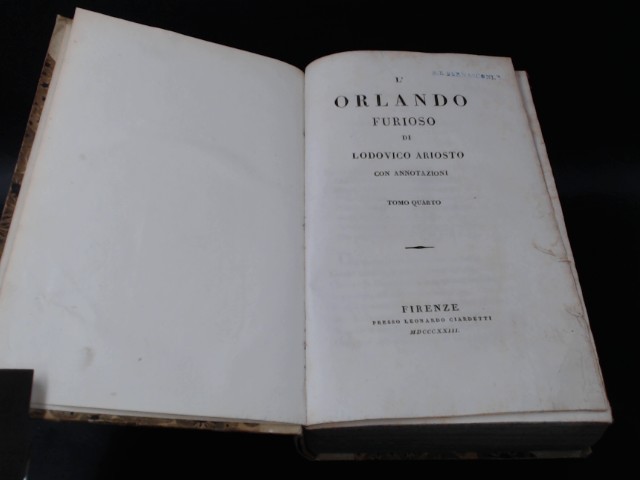 L'
ORLANDO
FURIOSO
DI
LODOVICO ARIOSTO
CON ANNOTAZIONI
TOMO QUARTO
FIRENZE
PRESSO LEONARDO CIARDETTI
MDCCCXXIII.